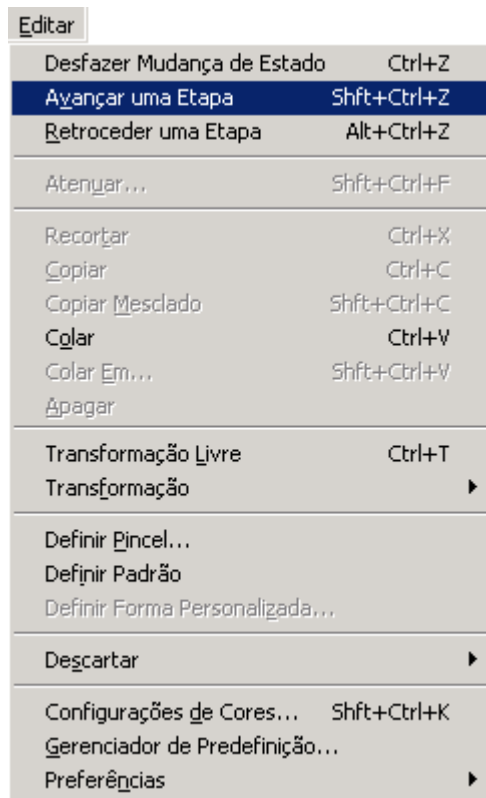 Editar
Desfazer Mudança de Estado Ctrl+Z
Avançar uma Etapa Shft+Ctrl+Z
Retroceder uma Etapa Alt+Ctrl+Z
Atenuar... Shft+Ctrl+F
Recortar Ctrl+X
Copiar Ctrl+C
Copiar Mesclado Shft+Ctrl+C
Colar Ctrl+V
Colar Em... Shft+Ctrl+V
Apagar
Transformação Livre Ctrl+T
Transformação
Definir Pincel...
Definir Padrão
Definir Forma Personalizada...
Descartar
Configurações de Cores... Shft+Ctrl+K
Gerenciador de Predefinição...
Preferências